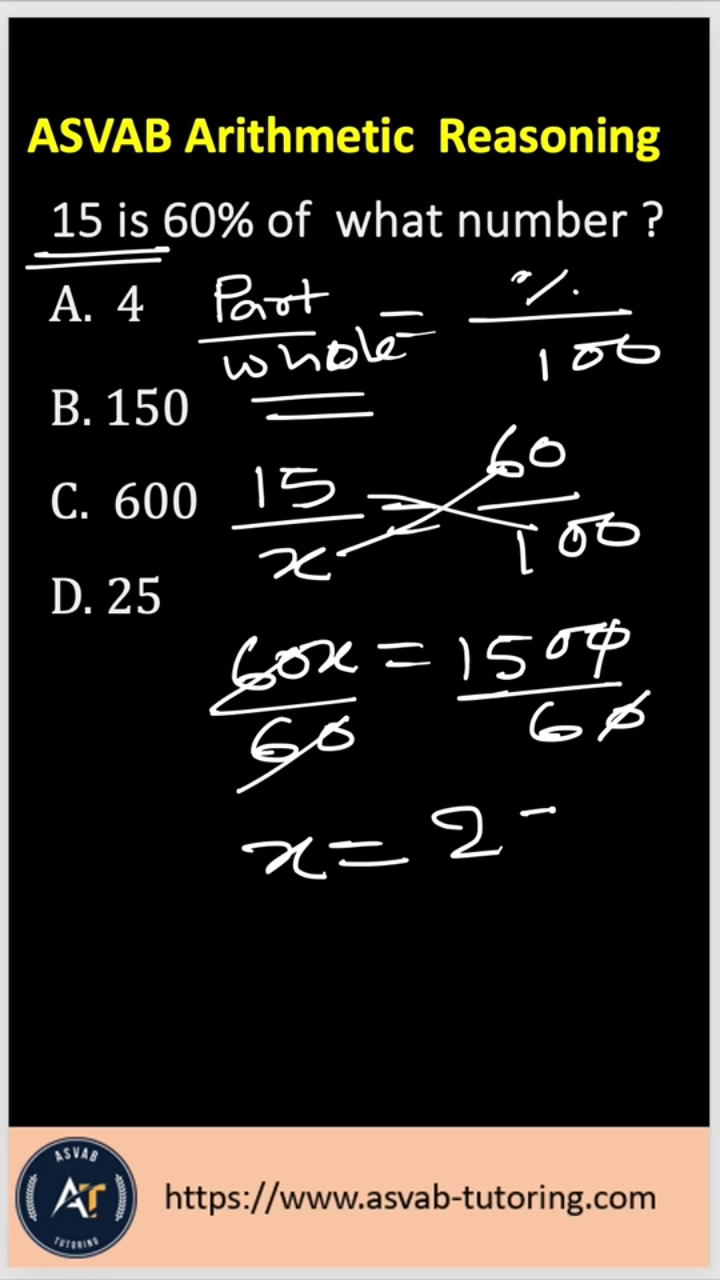 ASVAB Arithmetic Reasoning
15 is 60% of what number ?
A. 4
Part
whole
=
%
100
B. 150
C. 600
15
x
=
60
100
D. 25
60x = 1500
60
60
x = 2
ASVAB
AT
TUTORING
https://www.asvab-tutoring.com